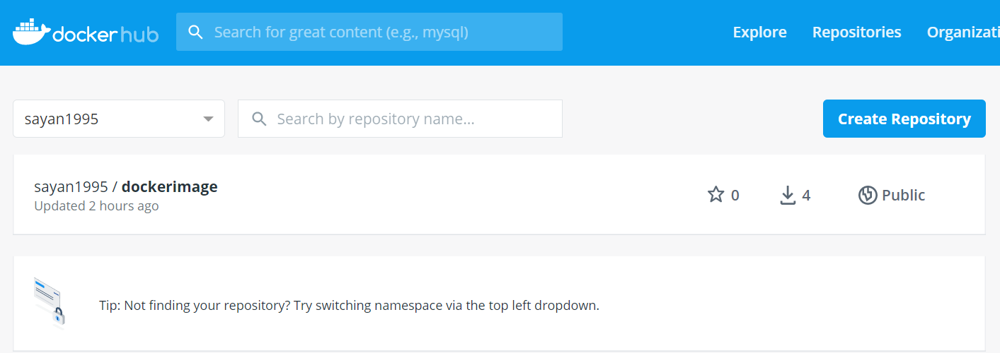 dockerhub
Search for great content (e.g., mysql)
Explore
Repositories
Organizati
sayan1995
Search by repository name...
Create Repository
sayan1995 / dockerimage
Updated 2 hours ago
0
4
Public
Tip: Not finding your repository? Try switching namespace via the top left dropdown.